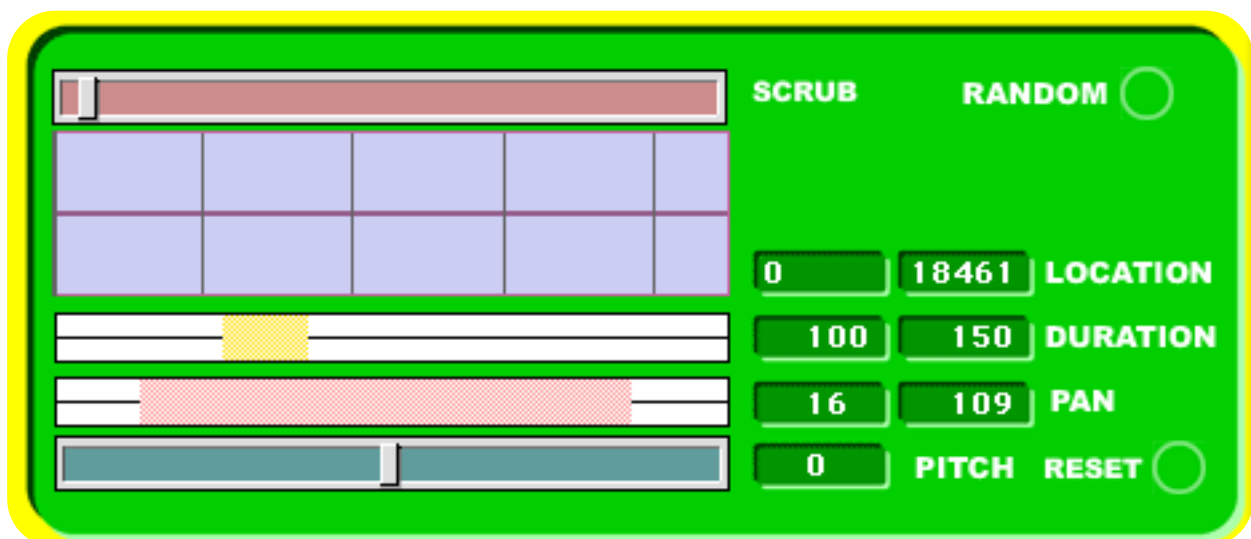 SCRUB RANDOM
0 18461 LOCATION
100 150 DURATION
16 109 PAN
0 PITCH RESET